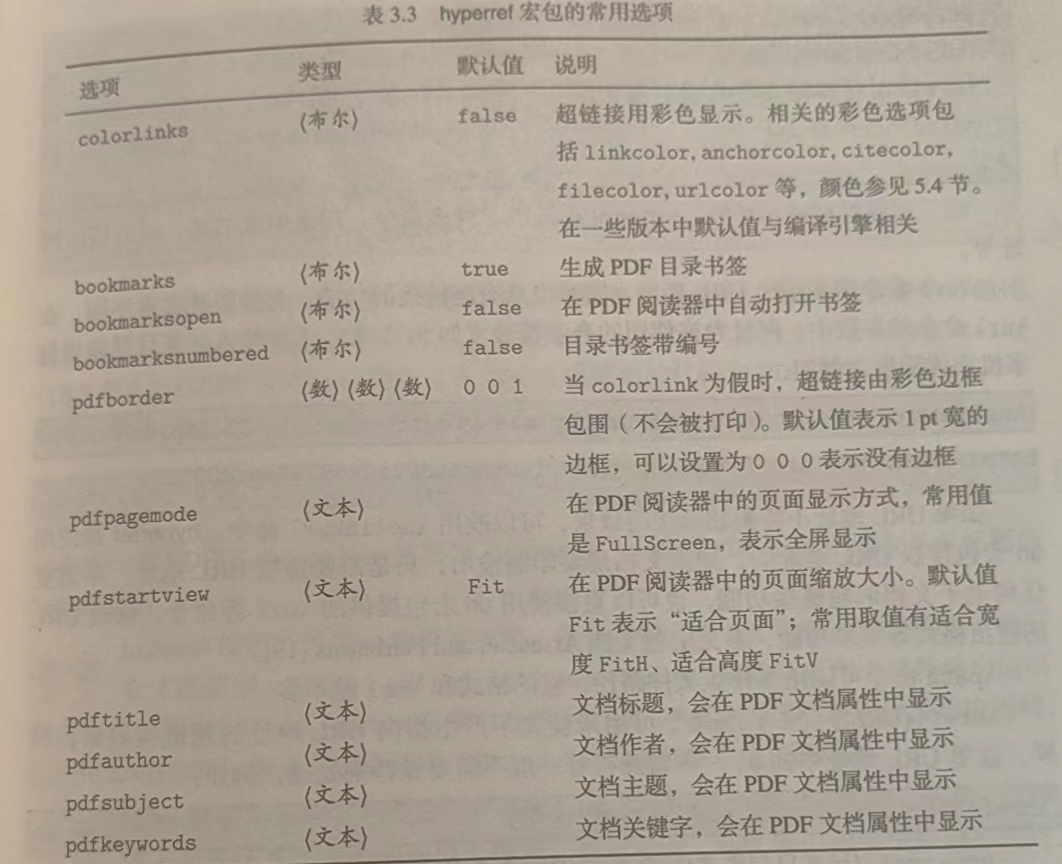 表 3.3 hyperref 宏包的常用选项
选项 类型 默认值 说明
colorlinks ⟨布尔⟩ false 超链接用彩色显示。相关的彩色选项包
括 linkcolor, anchorcolor, citecolor,
filecolor, urlcolor 等，颜色参见 5.4 节。
在一些版本中默认值与编译引擎相关
bookmarks ⟨布尔⟩ true 生成 PDF 目录书签
bookmarksopen ⟨布尔⟩ false 在 PDF 阅读器中自动打开书签
bookmarksnumbered ⟨布尔⟩ false 目录书签带编号
pdfborder ⟨数⟩ ⟨数⟩ ⟨数⟩ 0 0 1 当 colorlink 为假时，超链接由彩色边框
包围（不会被打印）。默认值表示 1 pt 宽的
边框，可以设置为 0 0 0 表示没有边框
pdfpagemode ⟨文本⟩ 在 PDF 阅读器中的页面显示方式，常用值
是 FullScreen，表示全屏显示
pdfstartview ⟨文本⟩ Fit 在 PDF 阅读器中的页面缩放大小。默认值
Fit 表示“适合页面”；常用取值有适合宽
度 FitH、适合高度 FitV
pdftitle ⟨文本⟩ 文档标题，会在 PDF 文档属性中显示
pdfauthor ⟨文本⟩ 文档作者，会在 PDF 文档属性中显示
pdfsubject ⟨文本⟩ 文档主题，会在 PDF 文档属性中显示
pdfkeywords ⟨文本⟩ 文档关键字，会在 PDF 文档属性中显示